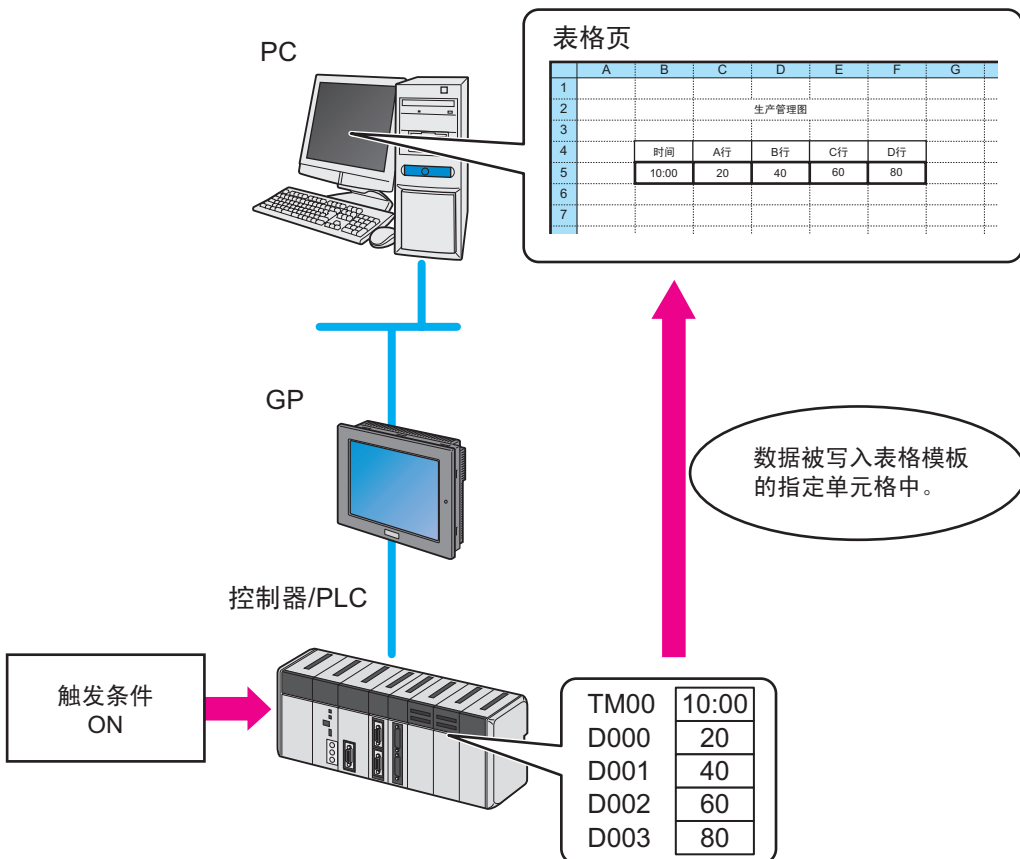 PC
表格页
A B C D E F G
1
2 生产管理图
3
4 时间 A行 B行 C行 D行
5 10:00 20 40 60 80
6
7
GP
数据被写入表格模板
的指定单元格中。
控制器/PLC
触发条件
ON
TM00 10:00
D000 20
D001 40
D002 60
D003 80